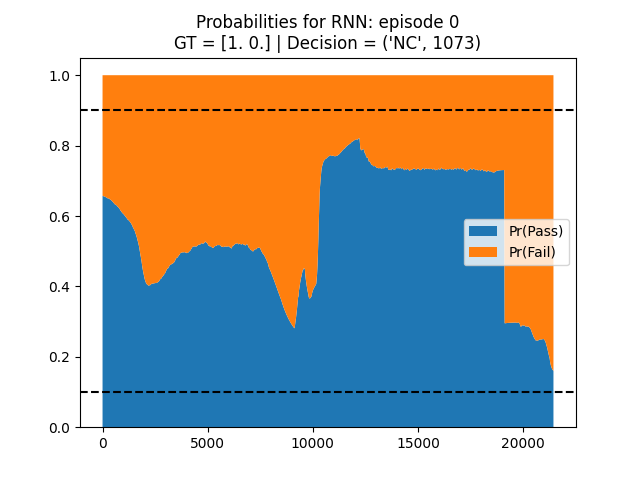 Probabilities for RNN: episode 0
GT = [1. 0.] | Decision = ('NC', 1073)
1.0
0.8
0.6
0.4
0.2
0.0
Pr(Pass)
Pr(Fail)
0 5000 10000 15000 20000